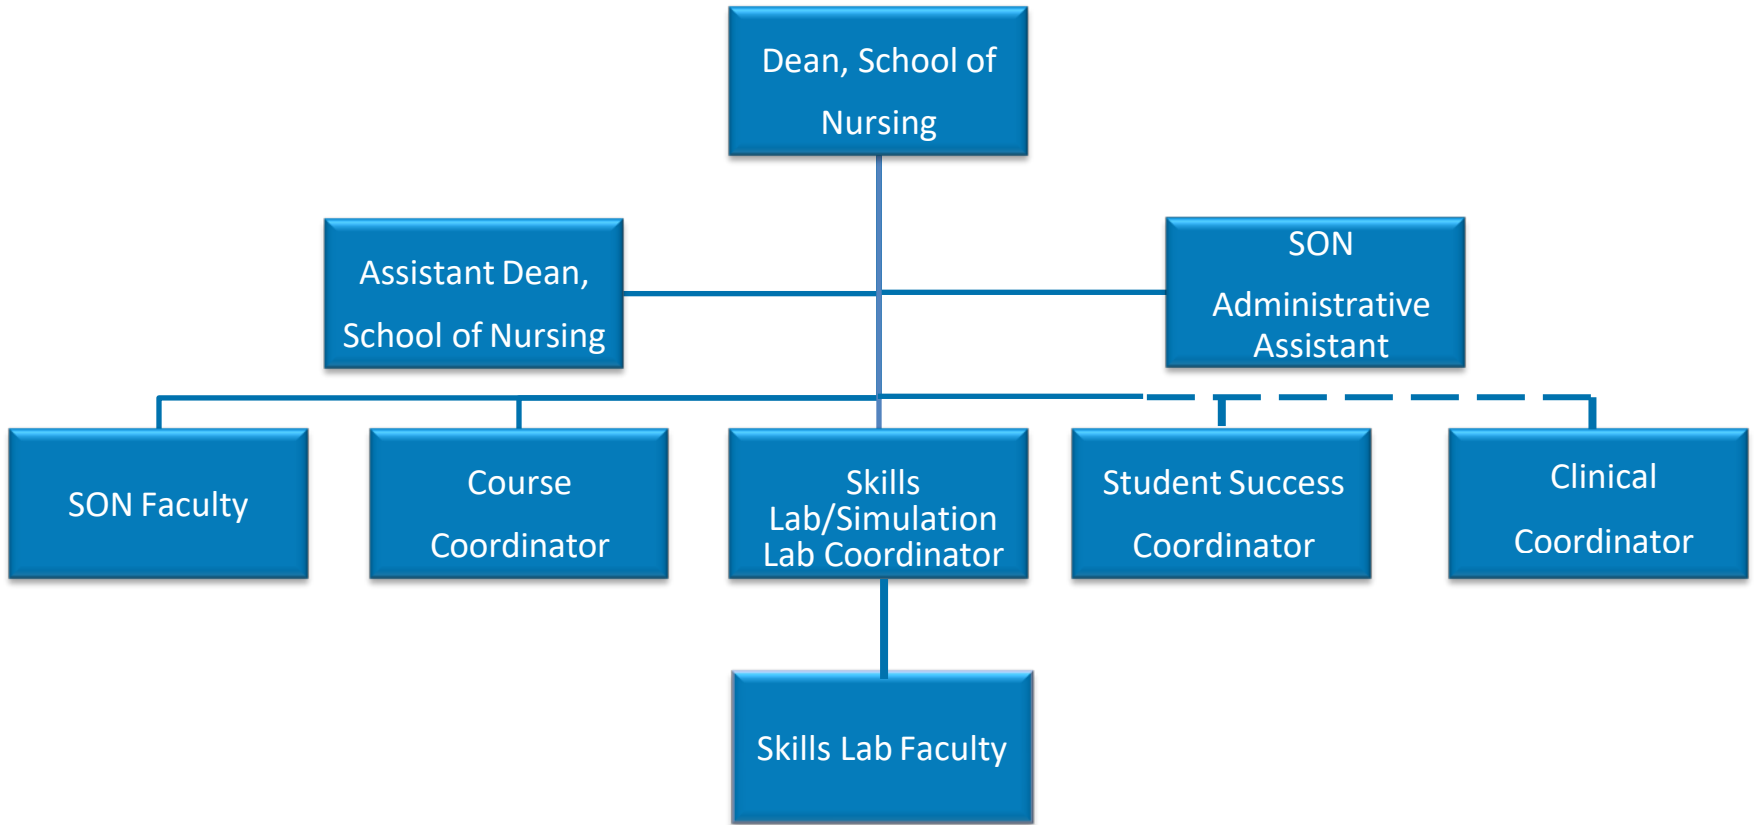 Dean, School of
Nursing
Assistant Dean,
School of Nursing
SON
Administrative
Assistant
SON Faculty
Course
Coordinator
Skills
Lab/Simulation
Lab Coordinator
Student Success
Coordinator
Clinical
Coordinator
Skills Lab Faculty